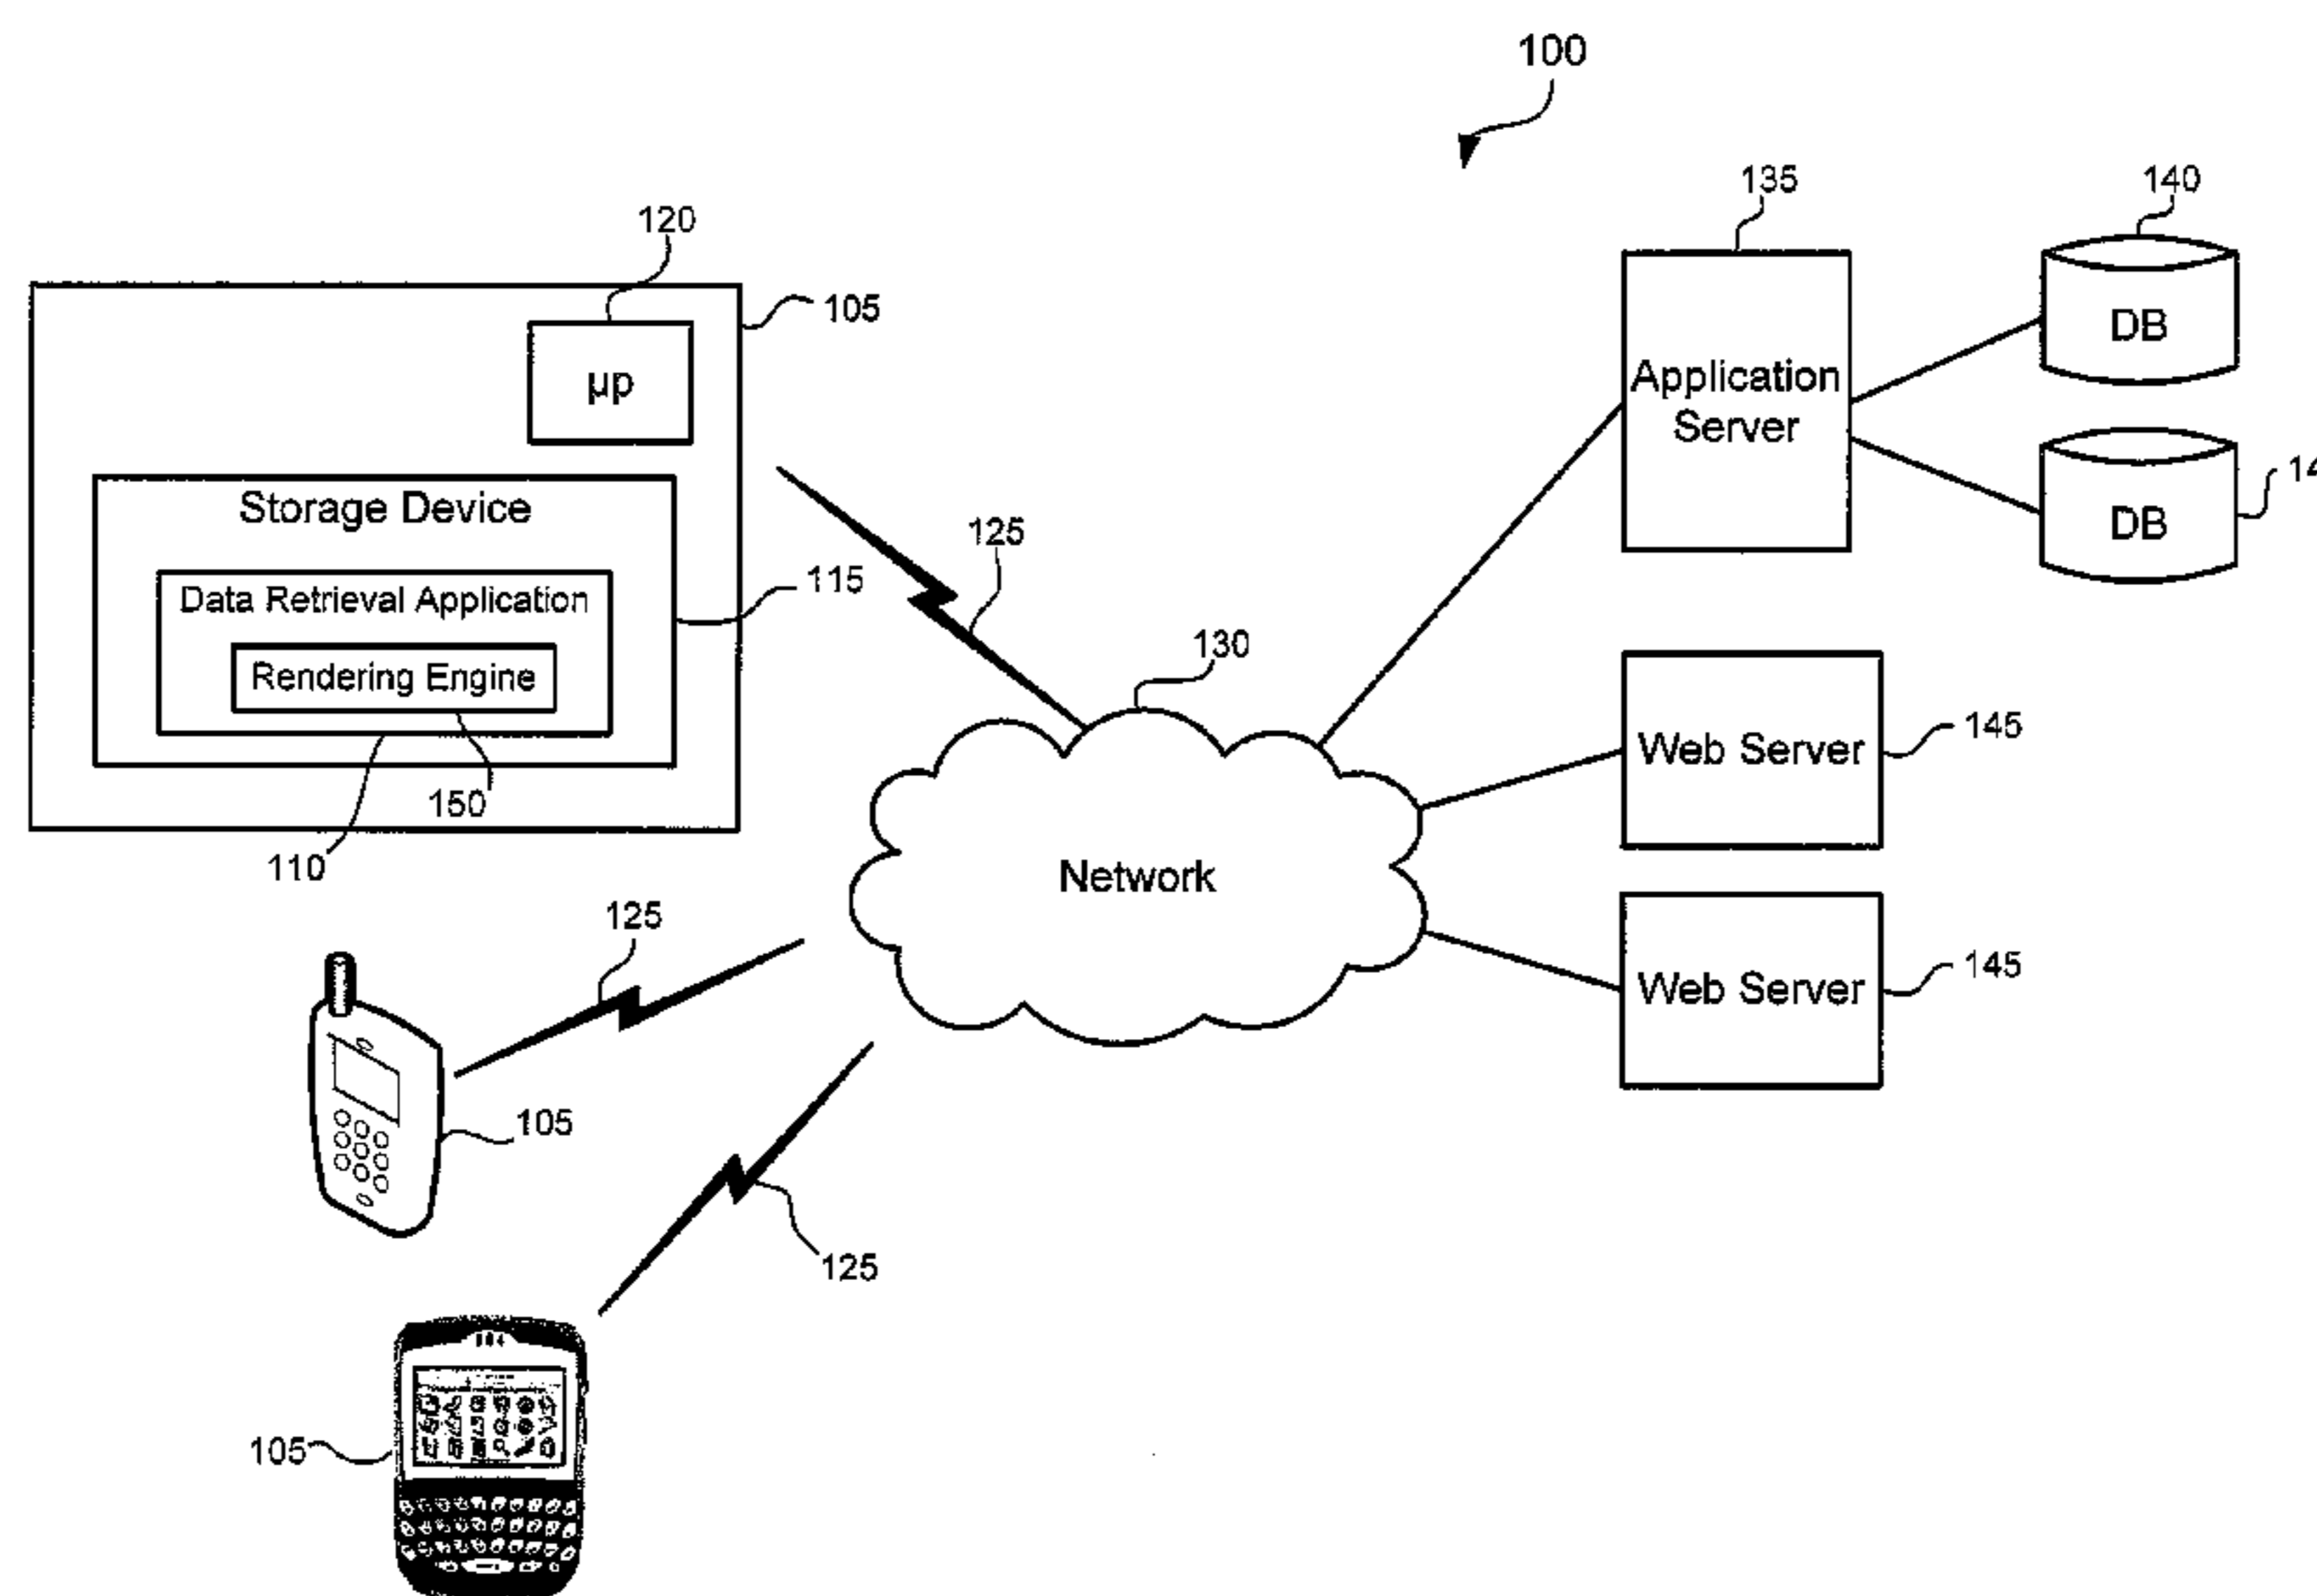 100
135
140
120
105
DB
µp
Application
Server
Storage Device
125
DB
Data Retrieval Application
115
130
Rendering Engine
Web Server
145
150
110
Network
125
Web Server
145
105
125
105